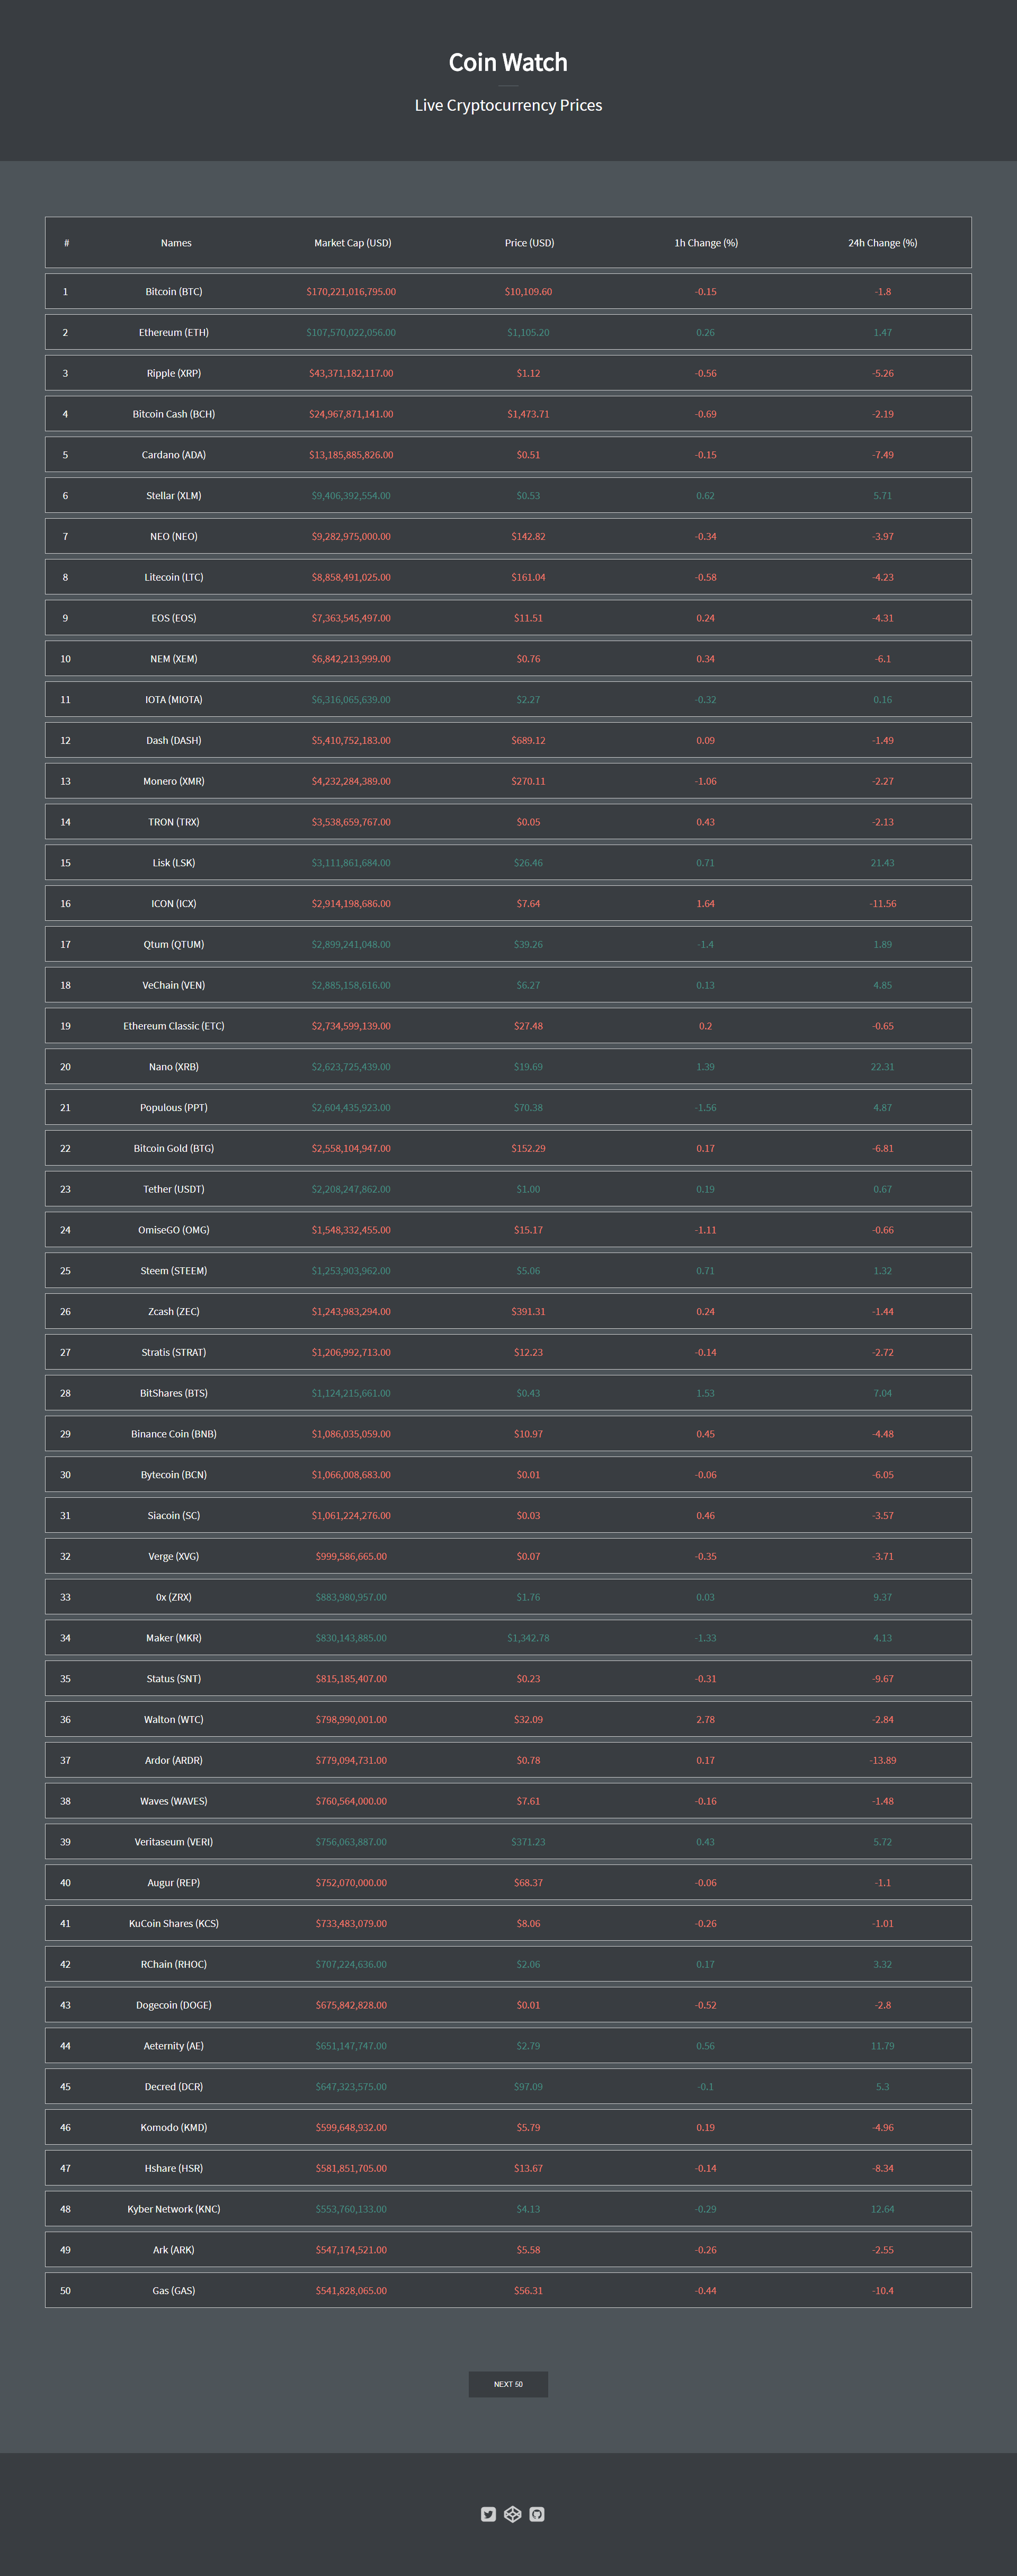 Coin Watch
Live Cryptocurrency Prices
# Names Market Cap (USD) Price (USD) 1h Change (%) 24h Change (%)
1 Bitcoin (BTC) $170,221,016,795.00 $10,109.60 -0.15 -1.8
2 Ethereum (ETH) $107,570,022,056.00 $1,105.20 0.26 1.47
3 Ripple (XRP) $43,371,182,117.00 $1.12 -0.56 -5.26
4 Bitcoin Cash (BCH) $24,967,871,141.00 $1,473.71 -0.69 -2.19
5 Cardano (ADA) $13,185,885,826.00 $0.51 -0.15 -7.49
6 Stellar (XLM) $9,406,392,554.00 $0.53 0.62 5.71
7 NEO (NEO) $9,282,975,000.00 $142.82 -0.34 -3.97
8 Litecoin (LTC) $8,858,491,025.00 $161.04 -0.58 -4.23
9 EOS (EOS) $7,363,545,497.00 $11.51 0.24 -4.31
10 NEM (XEM) $6,842,213,999.00 $0.76 0.34 -6.1
11 IOTA (MIOTA) $6,316,065,639.00 $2.27 -0.32 0.16
12 Dash (DASH) $5,410,752,183.00 $689.12 0.09 -1.49
13 Monero (XMR) $4,232,284,389.00 $270.11 -1.06 -2.27
14 TRON (TRX) $3,538,659,767.00 $0.05 0.43 -2.13
15 Lisk (LSK) $3,111,861,684.00 $26.46 0.71 21.43
16 ICON (ICX) $2,914,198,686.00 $7.64 1.64 -11.56
17 Qtum (QTUM) $2,899,241,048.00 $39.26 -1.4 1.89
18 VeChain (VEN) $2,885,158,616.00 $6.27 0.13 4.85
19 Ethereum Classic (ETC) $2,734,599,139.00 $27.48 0.2 -0.65
20 Nano (XRB) $2,623,725,439.00 $19.69 1.39 22.31
21 Populous (PPT) $2,604,435,923.00 $70.38 -1.56 4.87
22 Bitcoin Gold (BTG) $2,558,104,947.00 $152.29 0.17 -6.81
23 Tether (USDT) $2,208,247,862.00 $1.00 0.19 0.67
24 OmiseGO (OMG) $1,548,332,455.00 $15.17 -1.11 -0.66
25 Steem (STEEM) $1,253,903,962.00 $5.06 0.71 1.32
26 Zcash (ZEC) $1,243,983,294.00 $391.31 0.24 -1.44
27 Stratis (STRAT) $1,206,992,713.00 $12.23 -0.14 -2.72
28 BitShares (BTS) $1,124,215,661.00 $0.43 1.53 7.04
29 Binance Coin (BNB) $1,086,035,059.00 $10.97 0.45 -4.48
30 Bytecoin (BCN) $1,066,008,683.00 $0.01 -0.06 -6.05
31 Siacoin (SC) $1,061,224,276.00 $0.03 0.46 -3.57
32 Verge (XVG) $999,586,665.00 $0.07 -0.35 -3.71
33 0x (ZRX) $883,980,957.00 $1.76 0.03 9.37
34 Maker (MKR) $830,143,885.00 $1,342.78 -1.33 4.13
35 Status (SNT) $815,185,407.00 $0.23 -0.31 -9.67
36 Walton (WTC) $798,990,001.00 $32.09 2.78 -2.84
37 Ardor (ARDR) $779,094,731.00 $0.78 0.17 -13.89
38 Waves (WAVES) $760,564,000.00 $7.61 -0.16 -1.48
39 Veritaseum (VERI) $756,063,887.00 $371.23 0.43 5.72
40 Augur (REP) $752,070,000.00 $68.37 -0.06 -1.1
41 KuCoin Shares (KCS) $733,483,079.00 $8.06 -0.26 -1.01
42 RChain (RHOC) $707,224,636.00 $2.06 0.17 3.32
43 Dogecoin (DOGE) $675,842,828.00 $0.01 -0.52 -2.8
44 Aeternity (AE) $651,147,747.00 $2.79 0.56 11.79
45 Decred (DCR) $647,323,575.00 $97.09 -0.1 5.3
46 Komodo (KMD) $599,648,932.00 $5.79 0.19 -4.96
47 Hshare (HSR) $581,851,705.00 $13.67 -0.14 -8.34
48 Kyber Network (KNC) $553,760,133.00 $4.13 -0.29 12.64
49 Ark (ARK) $547,174,521.00 $5.58 -0.26 -2.55
50 Gas (GAS) $541,828,065.00 $56.31 -0.44 -10.4
NEXT 50